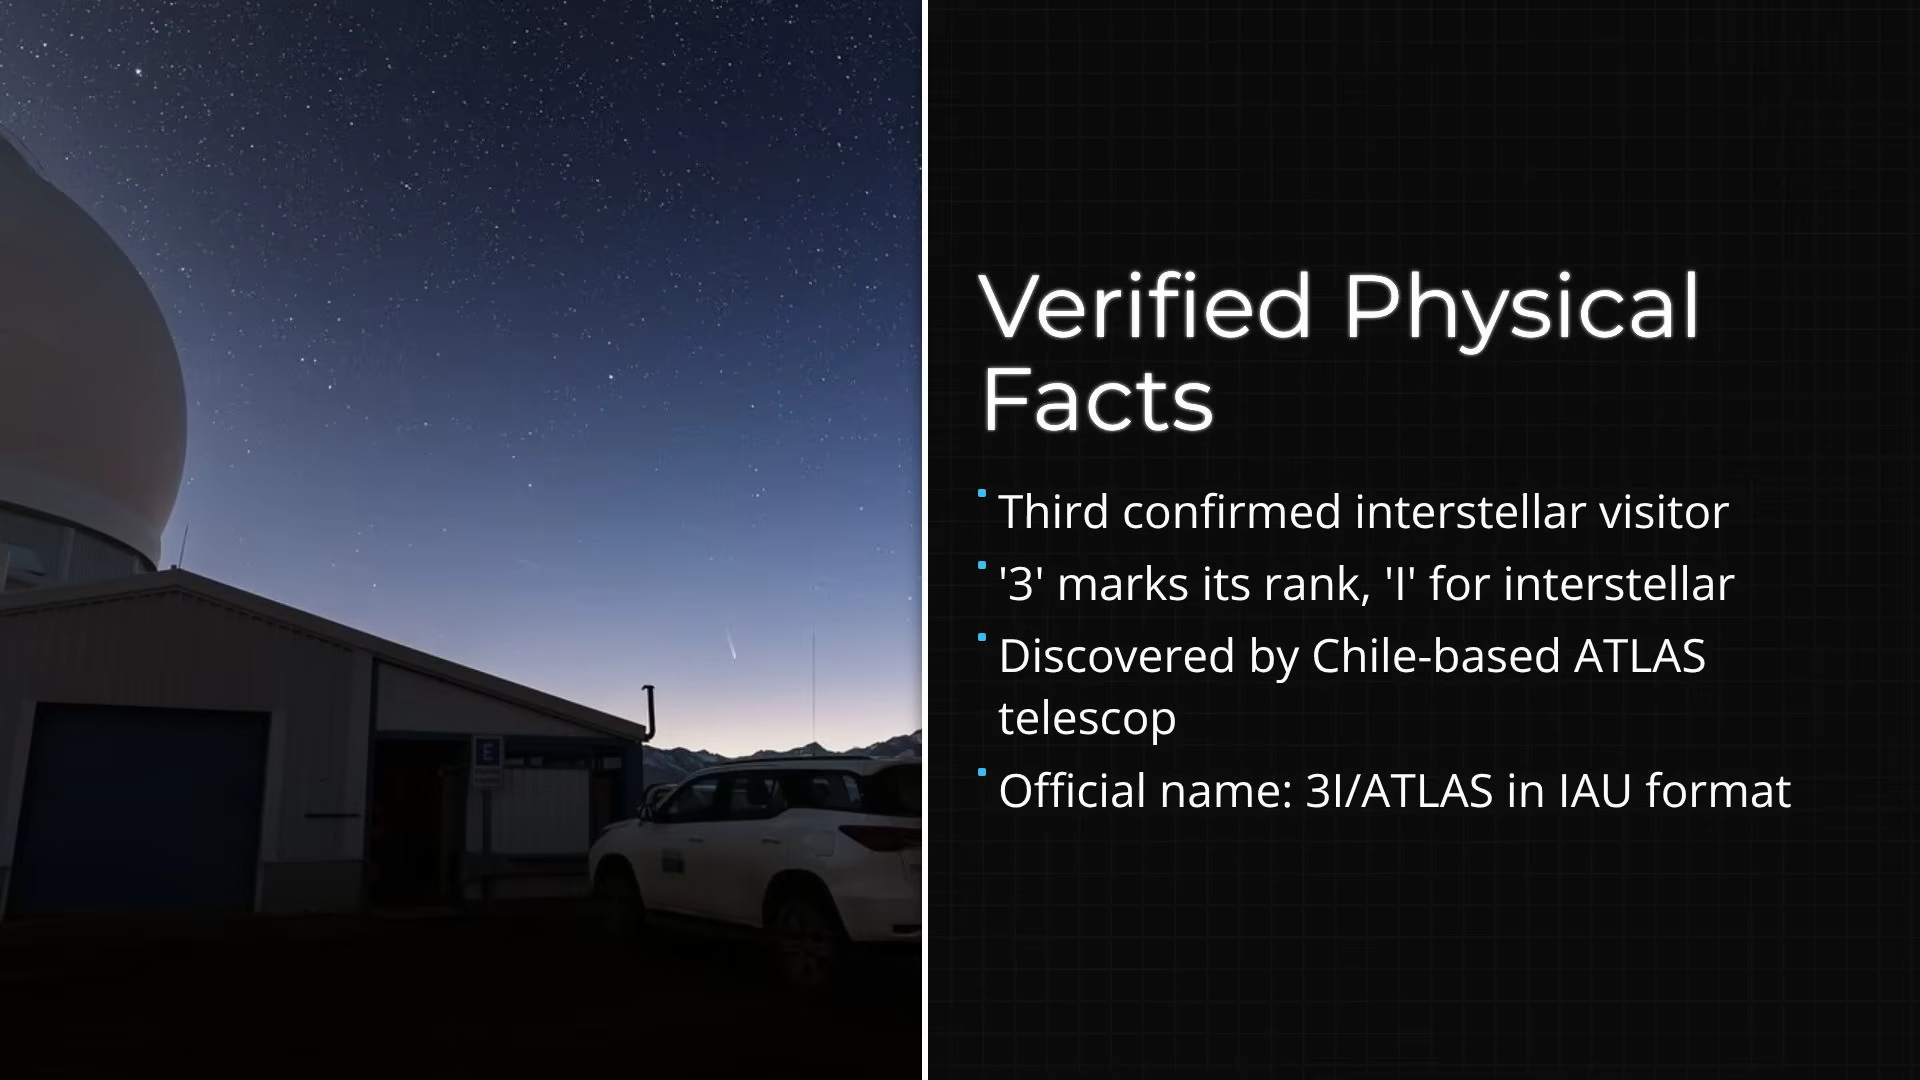 Verified Physical
Facts
Third confirmed interstellar visitor
'3' marks its rank, 'I' for interstellar
Discovered by Chile-based ATLAS
telescop
Official name: 3I/ATLAS in IAU format
E